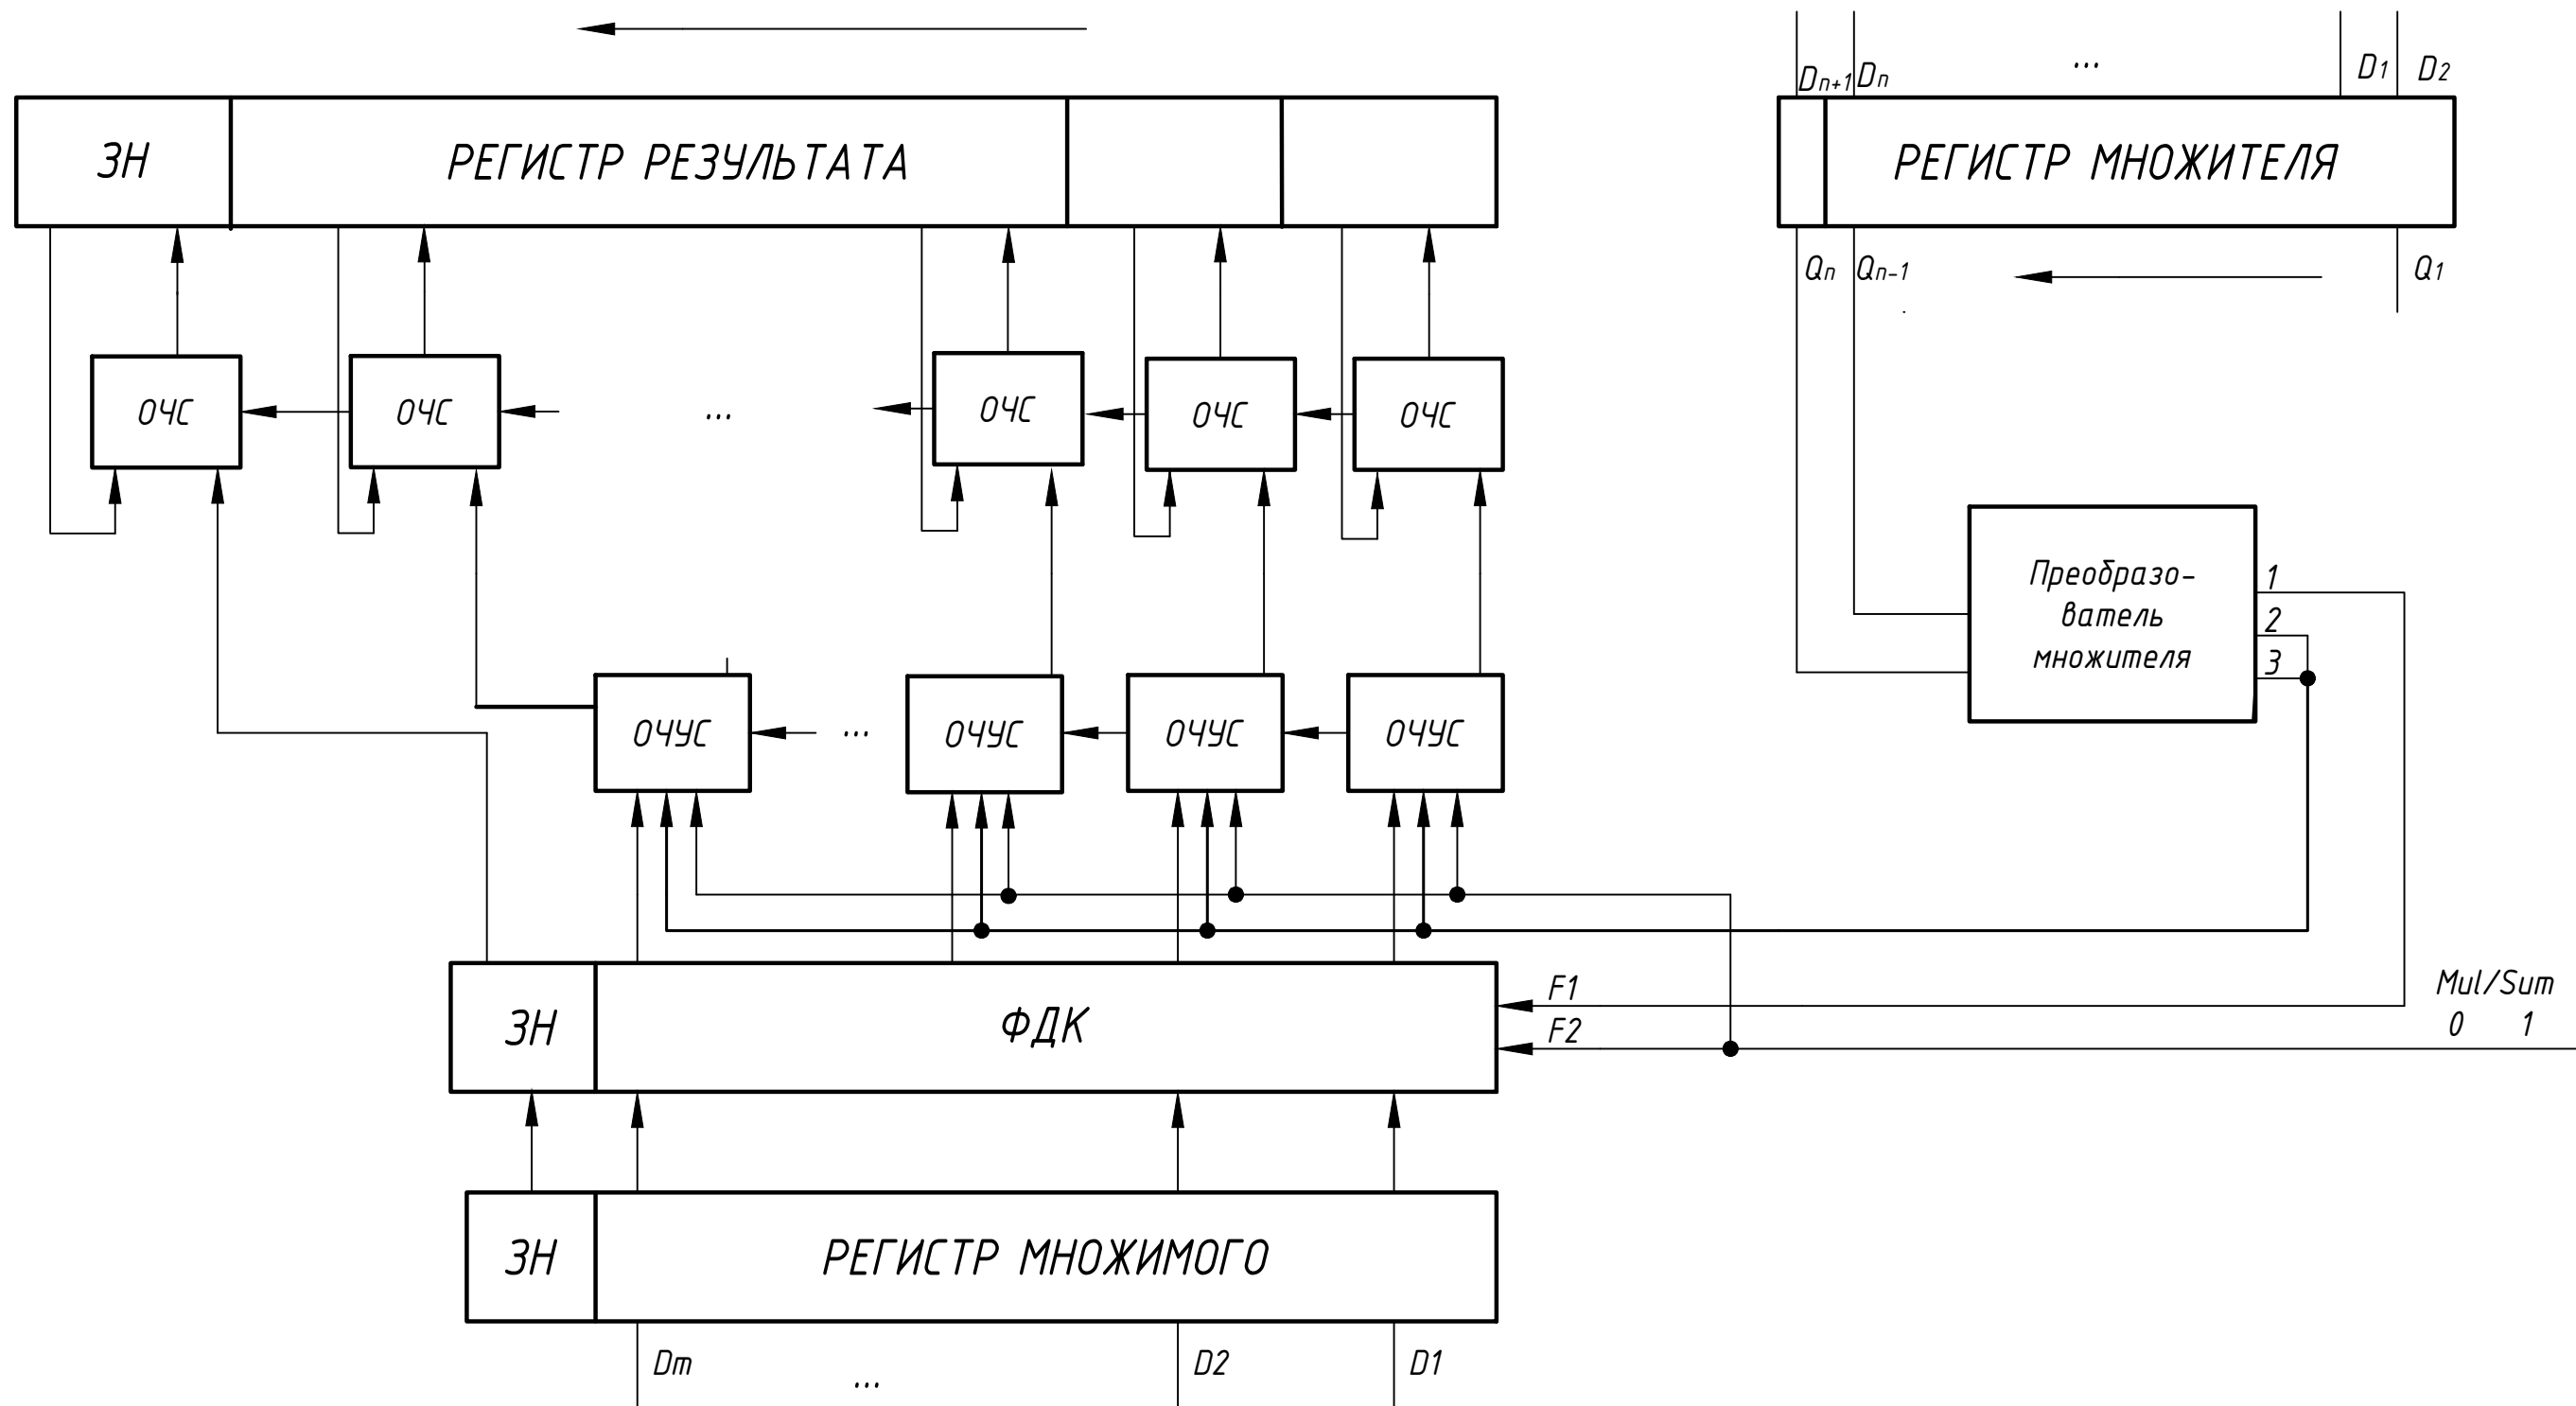 Dn+1 Dn ... D1 D2
ЗН РЕГИСТР РЕЗУЛЬТАТА РЕГИСТР МНОЖИТЕЛЯ
Qn Qn-1 Q1
ОЧС ОЧС ... ОЧС ОЧС ОЧС
Преобразо-
ватель
множителя
1
2
3
ОЧУС ... ОЧУС ОЧУС ОЧУС
ЗН ФДК
F1
F2
Mul/Sum
0 1
ЗН РЕГИСТР МНОЖИМОГО
Dm ... D2 D1